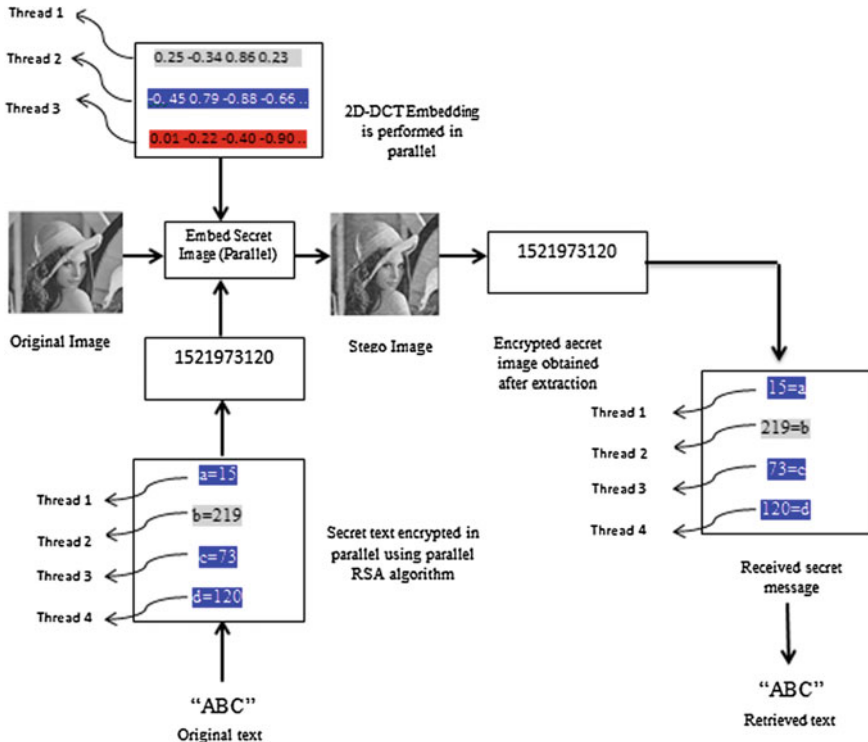 Thread 1
0.25 -0.34 0.86 0.23
Thread 2
-0. 45 0.79 -0.88 -0.66 ..
Thread 3
0.01 -0.22 -0.40 -0.90 ..
2D-DCT Embedding
is performed in
parallel
Embed Secret
Image (Parallel)
1521973120
Original Image
Stego Image
Encrypted aecret
image obtained
after extraction
1521973120
15=a
Thread 1
219=b
Thread 2
73=c
Thread 3
120=d
Thread 4
a=15
Thread 1
b=219
Thread 2
c=73
Thread 3
d=120
Thread 4
Secret text encrypted in
parallel using parallel
RSA algorithm
Received secret
message
“ABC”
Original text
“ABC”
Retrieved text